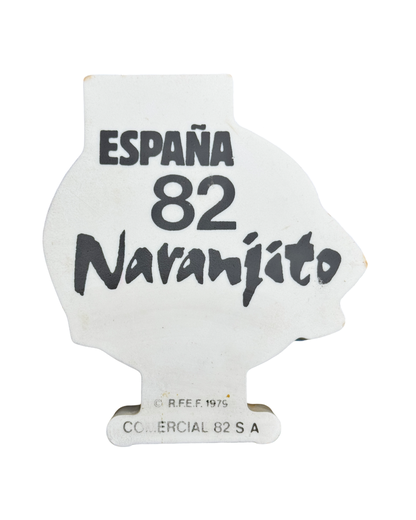 ESPAÑA
82
Naranjito
© R.F.E.F. 1979
COMERCIAL 82 S A